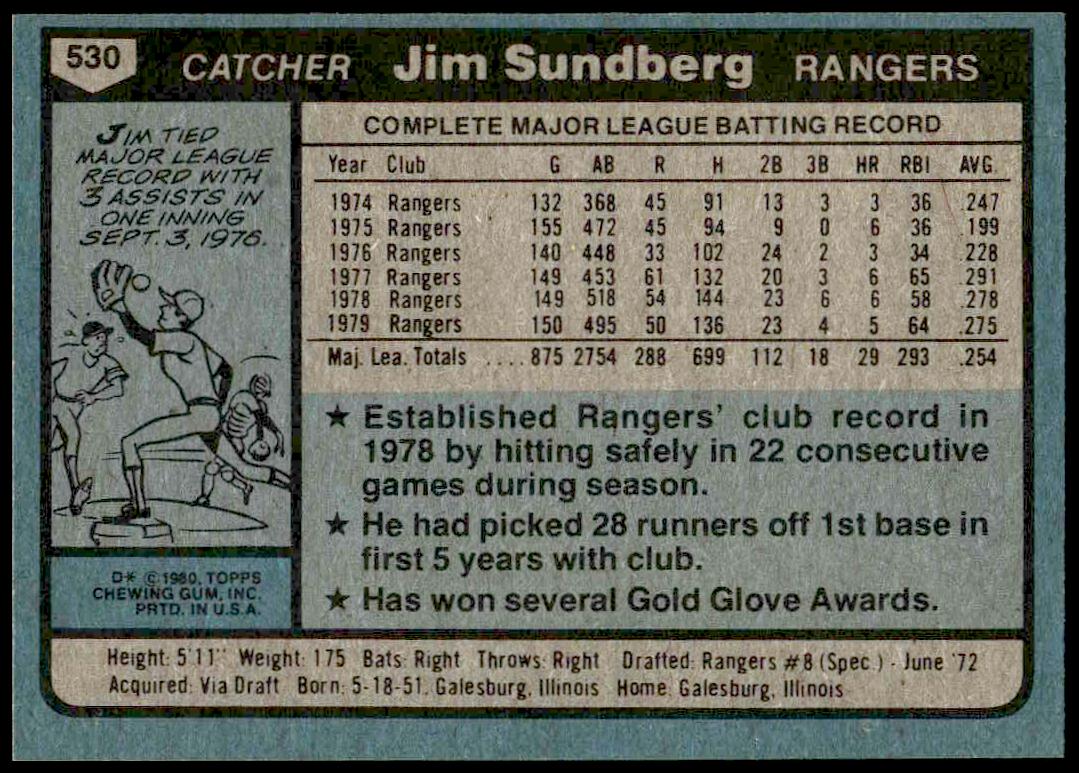 530 CATCHER Jim Sundberg RANGERS
JIM TIED
MAJOR LEAGUE
RECORD WITH
3 ASSISTS IN
ONE INNING
SEPT. 3, 1976.
D* © 1980, TOPPS
CHEWING GUM, INC.
PRTD. IN U.S.A.
COMPLETE MAJOR LEAGUE BATTING RECORD
Year Club G AB R H 2B 3B HR RBI AVG.
1974 Rangers 132 368 45 91 13 3 3 36 .247
1975 Rangers 155 472 45 94 9 0 6 36 .199
1976 Rangers 140 448 33 102 24 2 3 34 .228
1977 Rangers 149 453 61 132 20 3 6 65 .291
1978 Rangers 149 518 54 144 23 6 6 58 .278
1979 Rangers 150 495 50 136 23 4 5 64 .275
Maj. Lea. Totals .... 875 2754 288 699 112 18 29 293 .254
★ Established Rangers' club record in
1978 by hitting safely in 22 consecutive
games during season.
★ He had picked 28 runners off 1st base in
first 5 years with club.
★ Has won several Gold Glove Awards.
Height: 5'11" Weight: 175 Bats: Right Throws: Right Drafted: Rangers #8 (Spec.) - June '72
Acquired: Via Draft Born: 5-18-51, Galesburg, Illinois Home: Galesburg, Illinois